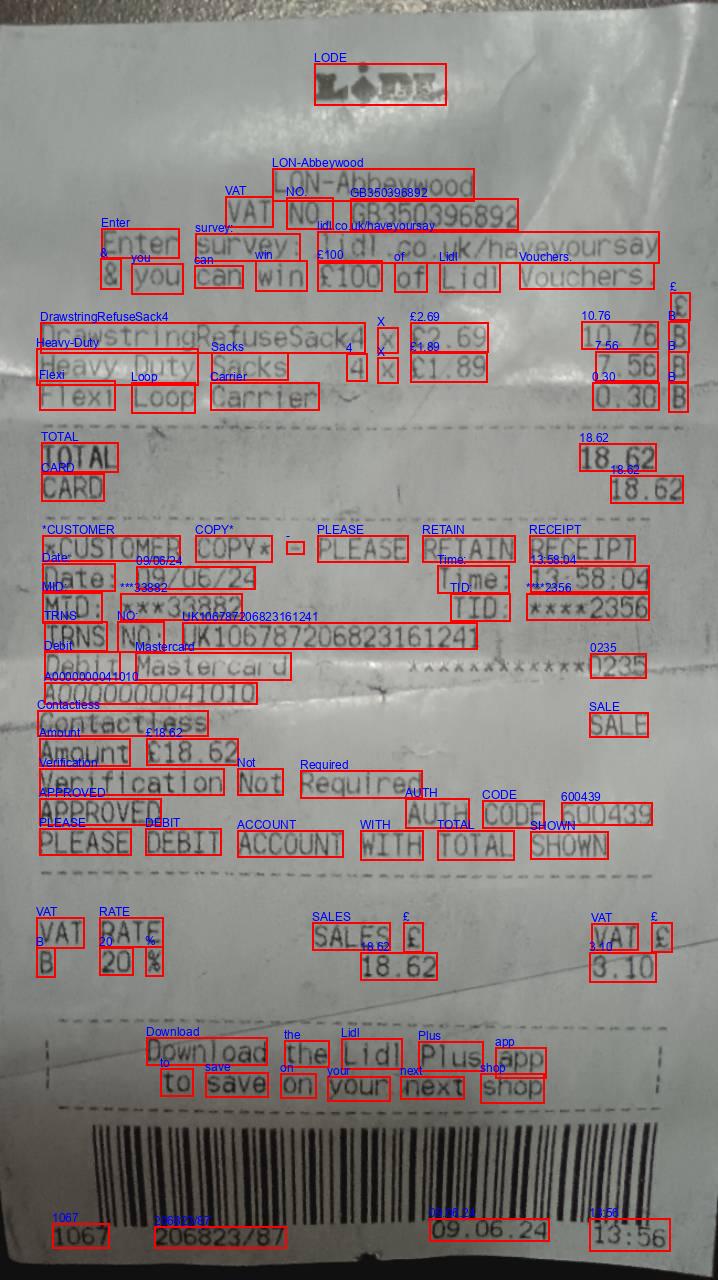 LiDL
LON-Abbeywood
VAT NO. GB350396892
Enter survey: lidl.co.uk/haveyoursay
& you can win £100 of Lidl Vouchers.
£
DrawstringRefuseSack4 x £2.69 10.76 B
Heavy Duty Sacks 4 x £1.89 7.56 B
Flexi Loop Carrier 0.30 B
TOTAL 18.62
CARD 18.62
*CUSTOMER COPY* - PLEASE RETAIN RECEIPT
Date: 09/06/24 Time: 13:58:04
MID: ***33882 TID: ****2356
TRNS NO: UK106787206823161241
Debit Mastercard ************0235
A0000000041010
Contactless SALE
Amount £18.62
Verification Not Required
APPROVED AUTH CODE 600439
PLEASE DEBIT ACCOUNT WITH TOTAL SHOWN
VAT RATE SALES £ VAT £
B 20 % 18.62 3.10
Download the Lidl Plus app
to save on your next shop
1067 206823/87 09.06.24 13:56